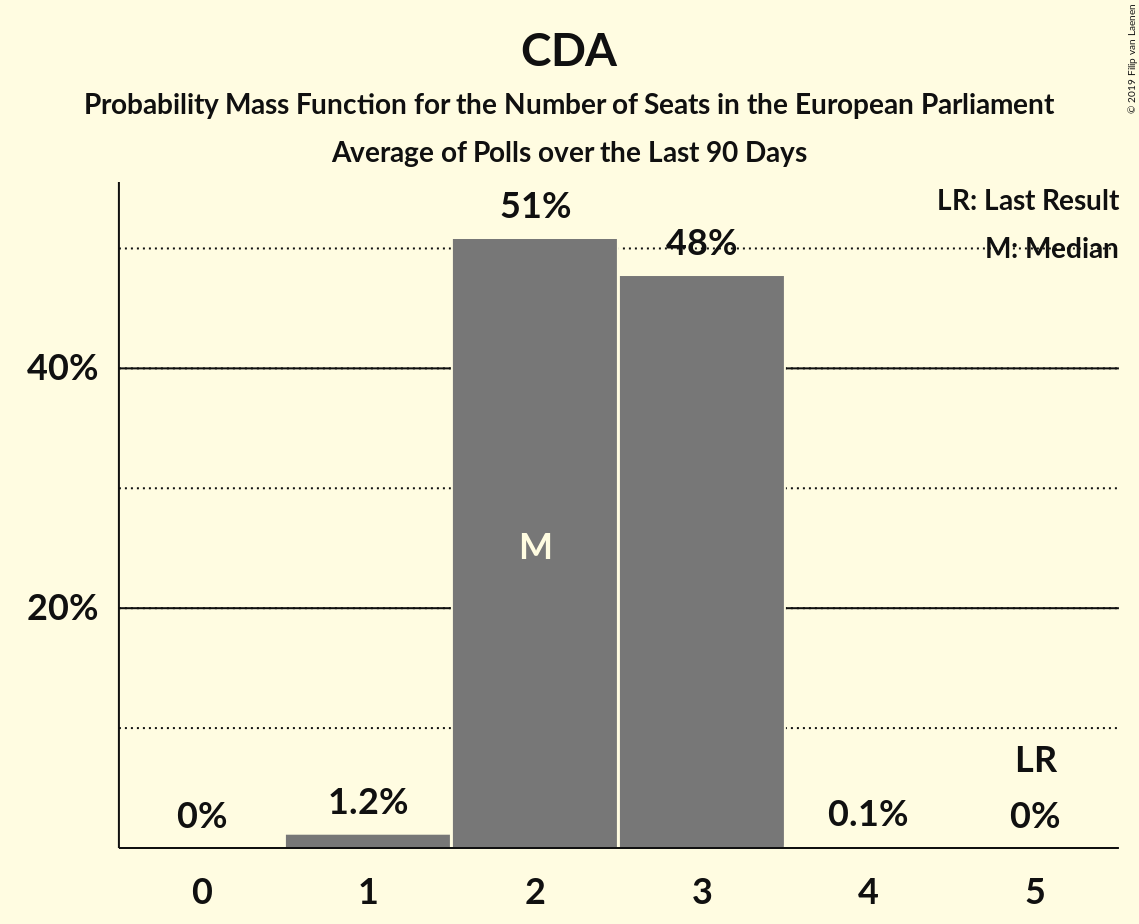 CDA
Probability Mass Function for the Number of Seats in the European Parliament
Average of Polls over the Last 90 Days
© 2019 Filip van Laenen
LR: Last Result
M: Median
51%
48%
40%
20%
M
LR
0%
1.2%
0.1%
0%
0
1
2
3
4
5